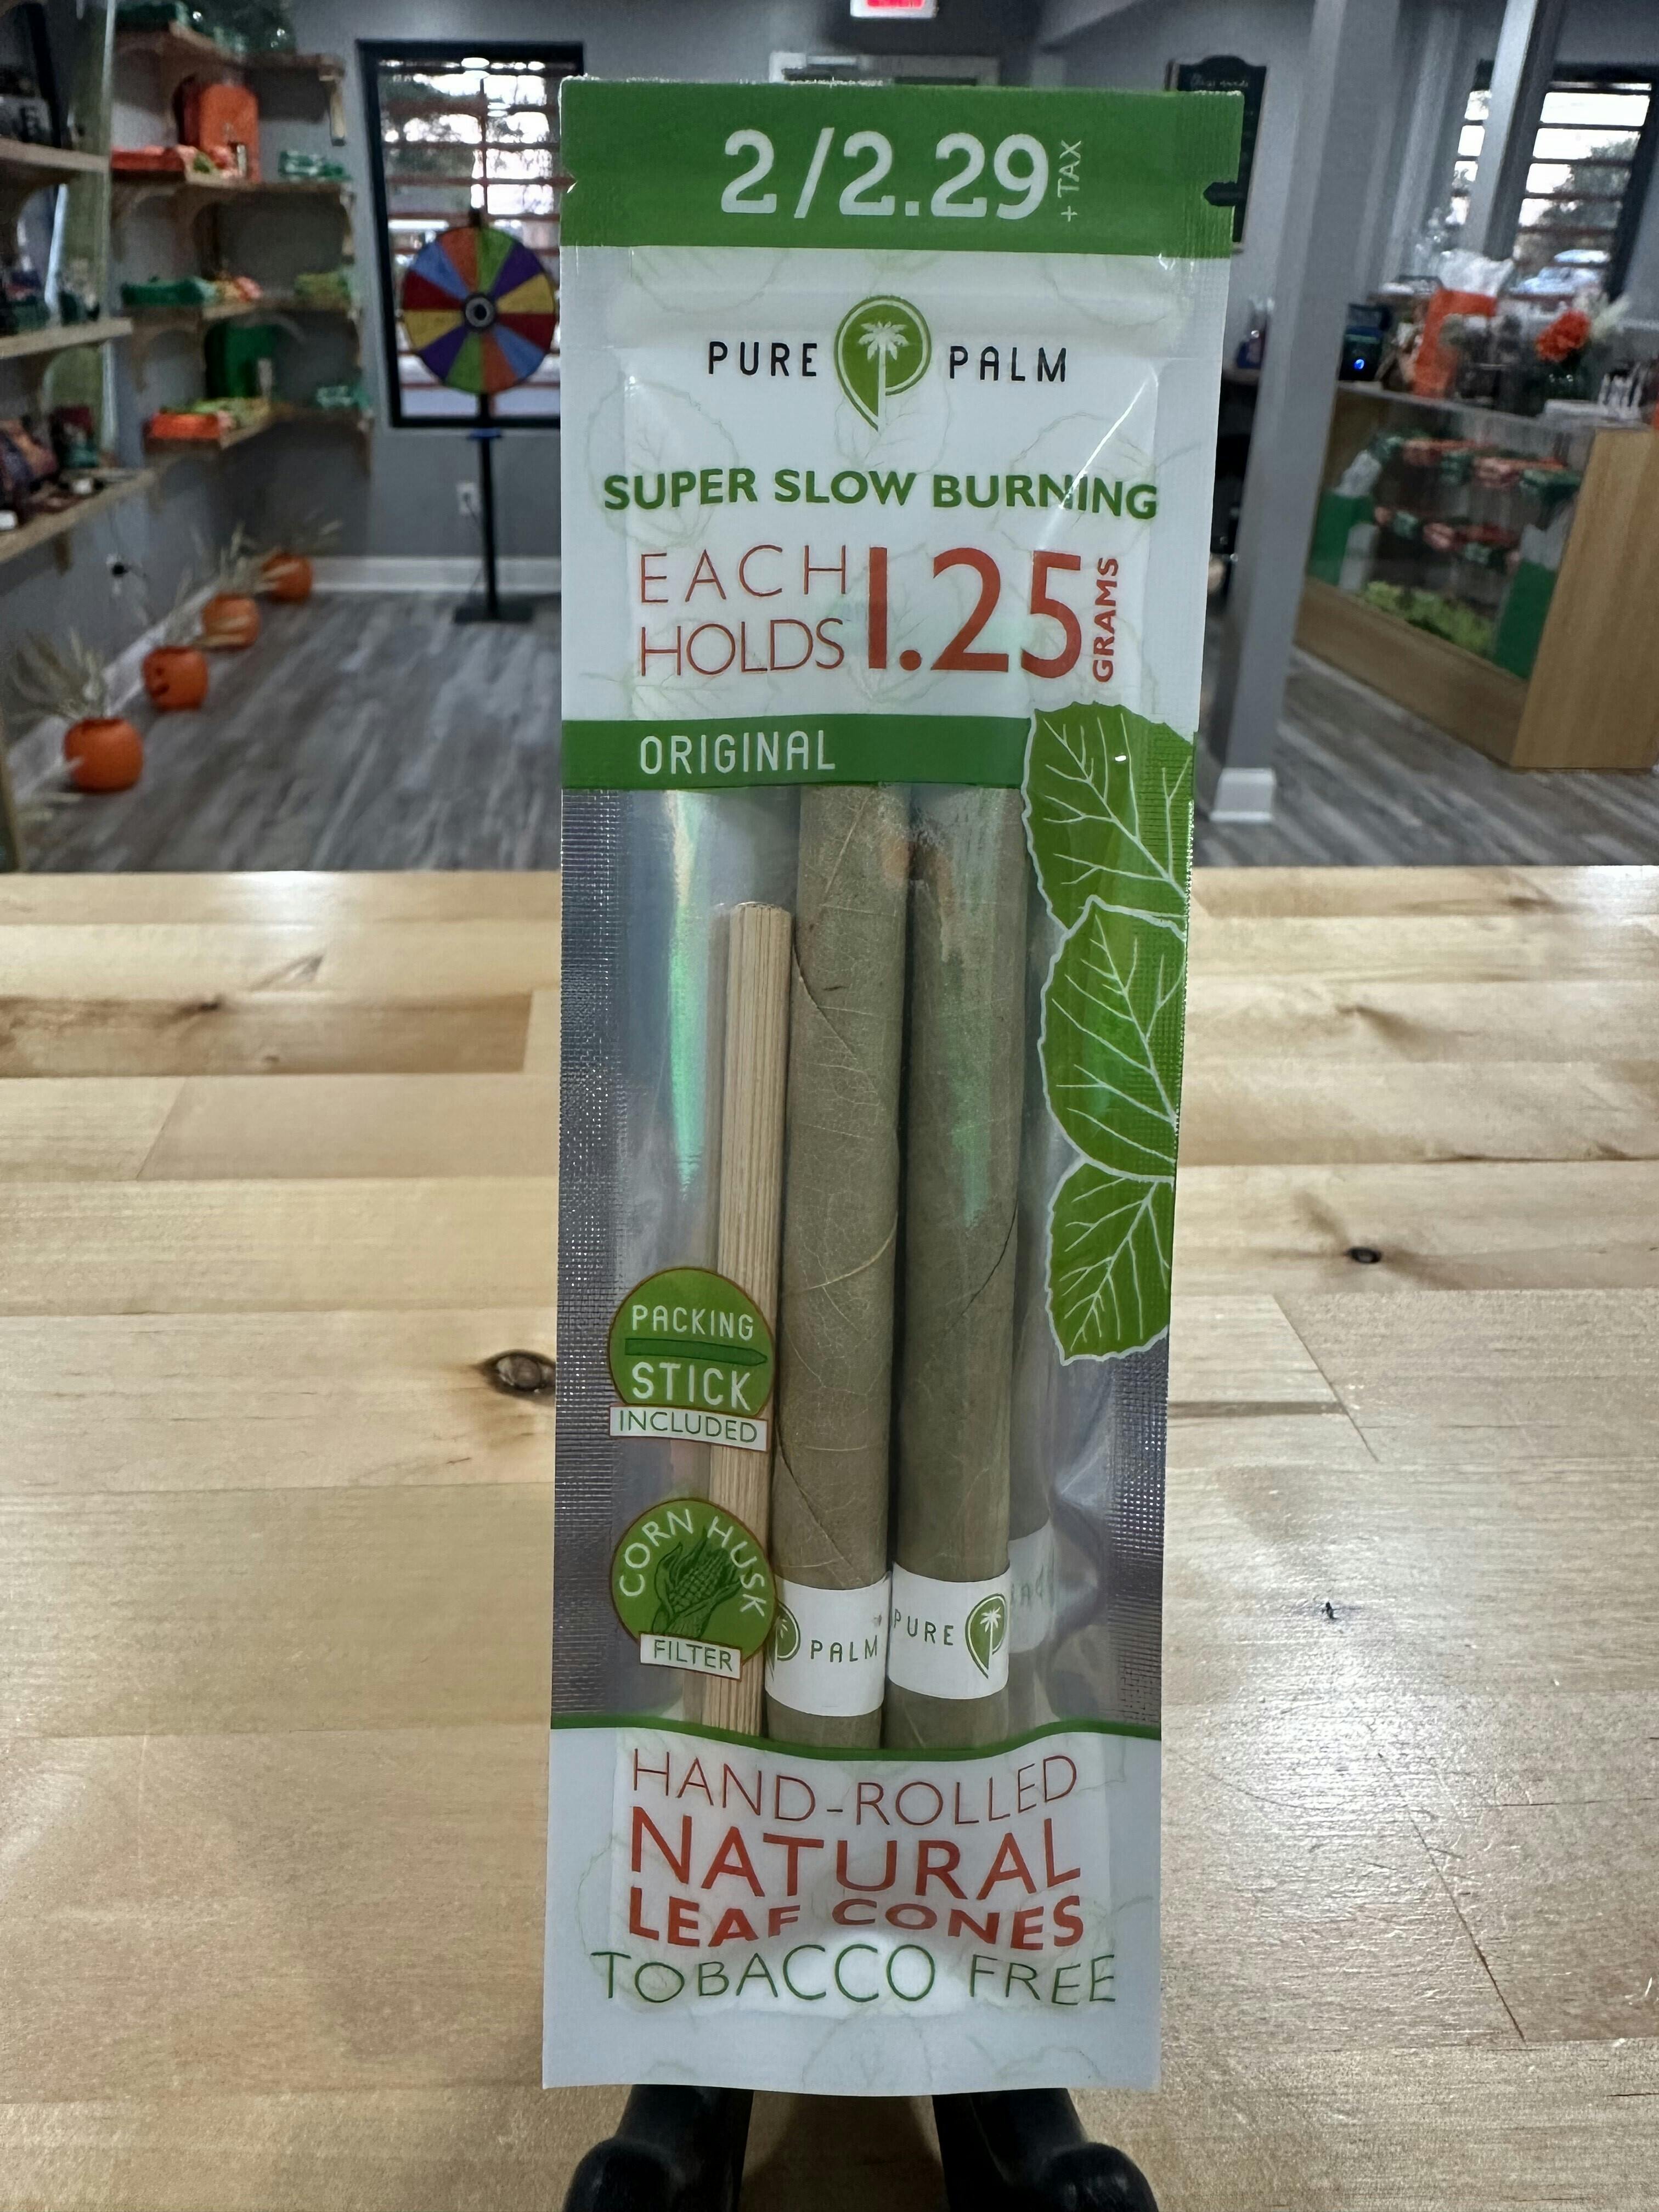 2/2.29 + TAX
PURE PALM
SUPER SLOW BURNING
EACH HOLDS 1.25 GRAMS
ORIGINAL
PACKING
STICK
INCLUDED
CORN HUSK
FILTER
PALM
PURE
HAND-ROLLED
NATURAL
LEAF CONES
TOBACCO FREE